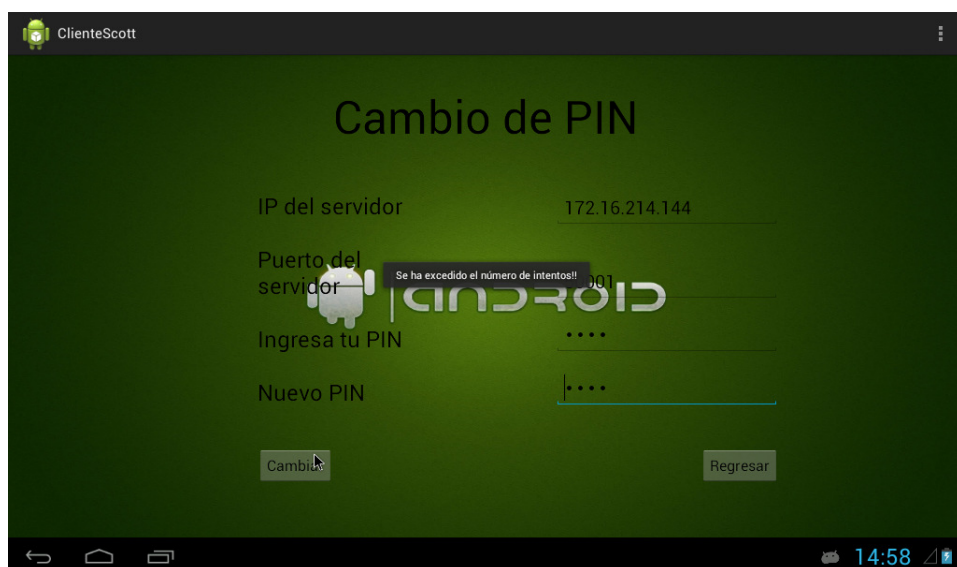 ClienteScott
Cambio de PIN
IP del servidor
172.16.214.144
Puerto del
servidor
Se ha excedido el número de intentos!!
ANDROID
Ingresa tu PIN
••••
Nuevo PIN
••••
Regresar
14:58